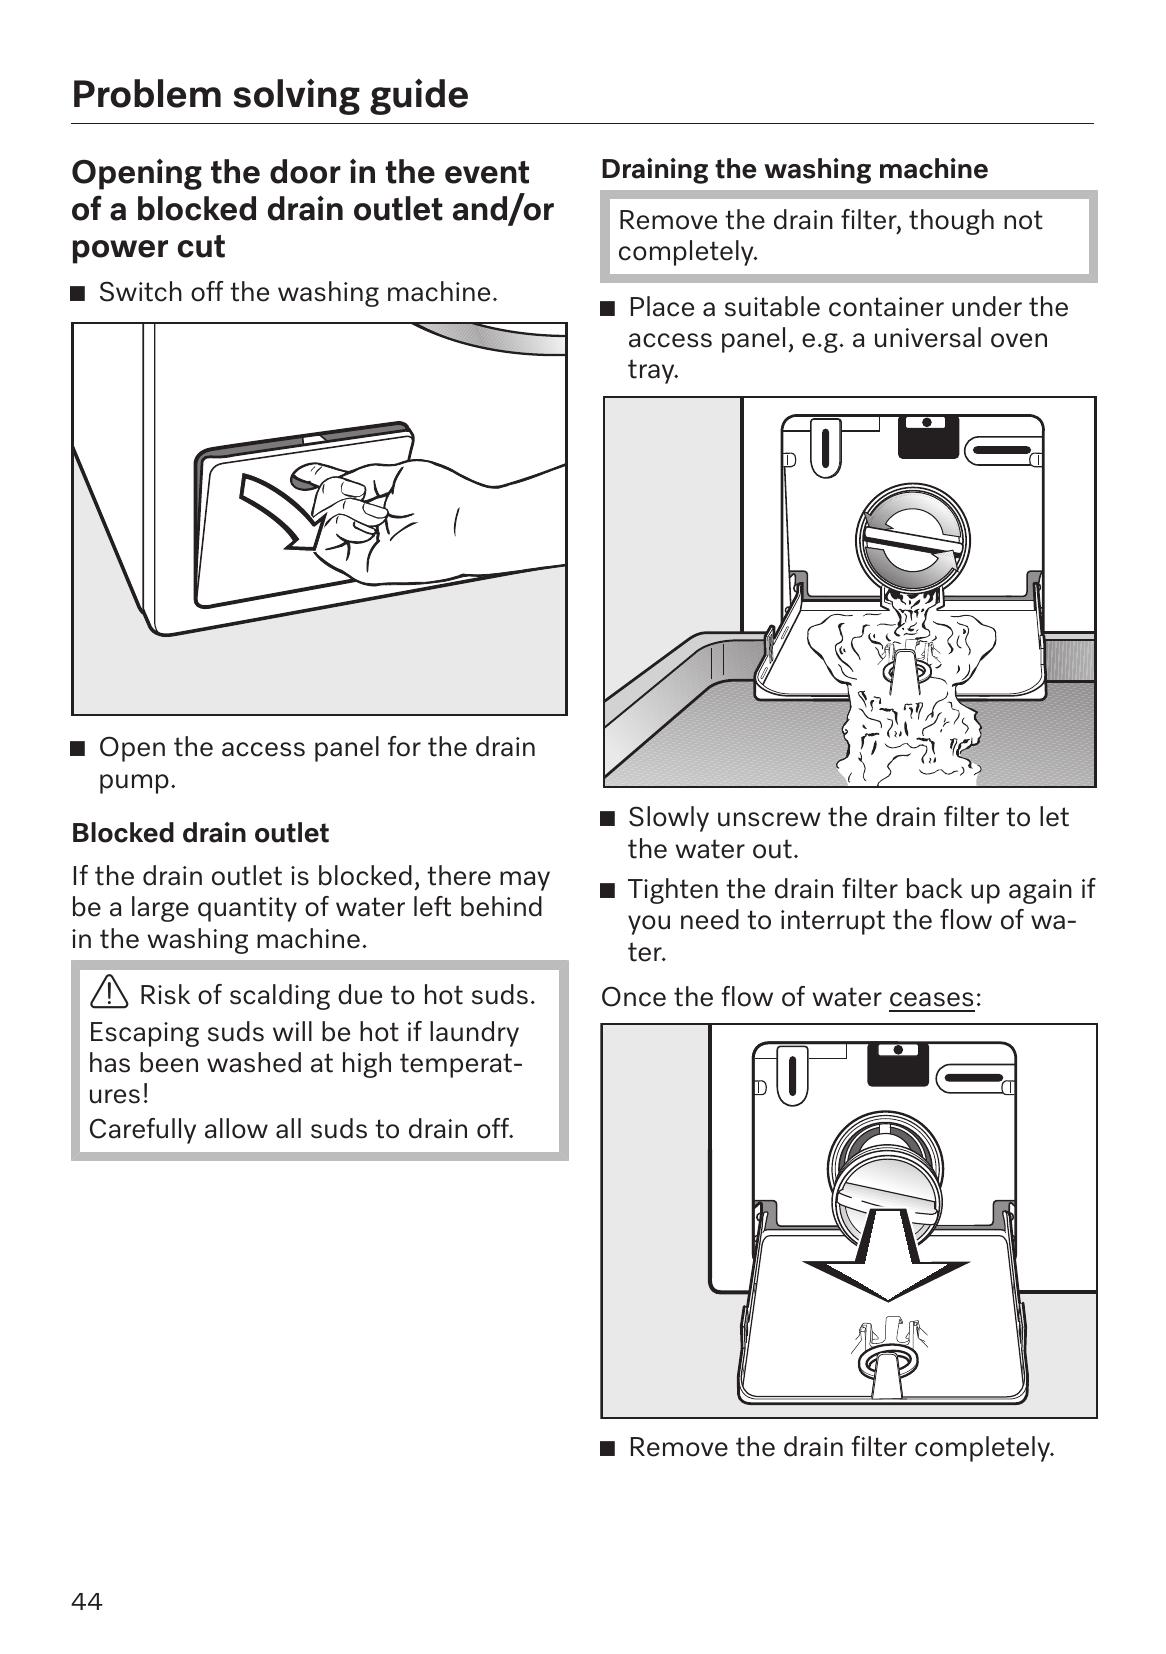 Problem solving guide
Opening the door in the event
of a blocked drain outlet and/or
power cut
■ Switch off the washing machine.
■ Open the access panel for the drain
pump.
Blocked drain outlet
If the drain outlet is blocked, there may
be a large quantity of water left behind
in the washing machine.
⚠ Risk of scalding due to hot suds.
Escaping suds will be hot if laundry
has been washed at high temperat-
ures!
Carefully allow all suds to drain off.
Draining the washing machine
Remove the drain filter, though not
completely.
■ Place a suitable container under the
access panel, e.g. a universal oven
tray.
■ Slowly unscrew the drain filter to let
the water out.
■ Tighten the drain filter back up again if
you need to interrupt the flow of wa-
ter.
Once the flow of water ceases:
■ Remove the drain filter completely.
44